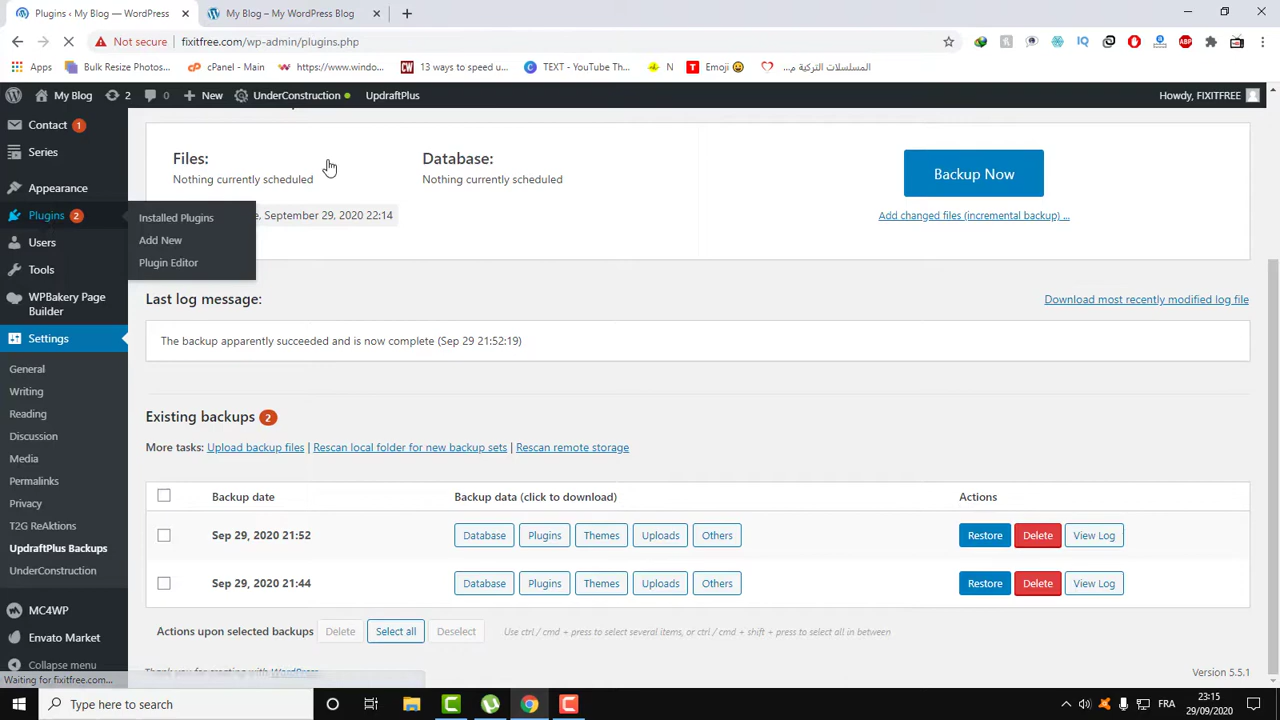 Plugins ‹ My Blog — WordPress
My Blog – My WordPress Blog
Not secure
fixitfree.com/wp-admin/plugins.php
Apps
Bulk Resize Photos...
cPanel - Main
https://www.windo...
13 ways to speed u...
TEXT - YouTube Th...
N
Emoji 😀
المسلسلات التركية م...
My Blog
2
0
New
UnderConstruction
UpdraftPlus
Howdy, FIXITFREE
Contact 1
Series
Appearance
Plugins 2
Users
Tools
WPBakery Page
Builder
Settings
General
Writing
Reading
Discussion
Media
Permalinks
Privacy
T2G ReAktions
UpdraftPlus Backups
UnderConstruction
MC4WP
Envato Market
Collapse menu
Installed Plugins
Add New
Plugin Editor
Files:
Nothing currently scheduled
Database:
Nothing currently scheduled
September 29, 2020 22:14
Backup Now
Add changed files (incremental backup) ...
Last log message:
Download most recently modified log file
The backup apparently succeeded and is now complete (Sep 29 21:52:19)
Existing backups 2
More tasks: Upload backup files | Rescan local folder for new backup sets | Rescan remote storage
Backup date
Backup data (click to download)
Actions
Sep 29, 2020 21:52
Database
Plugins
Themes
Uploads
Others
Restore
Delete
View Log
Sep 29, 2020 21:44
Database
Plugins
Themes
Uploads
Others
Restore
Delete
View Log
Actions upon selected backups
Delete
Select all
Deselect
Use ctrl / cmd + press to select several items, or ctrl / cmd + shift + press to select all in between
Thank you for creating with WordPress.
Version 5.5.1
Waiting for fixitfree.com...
Type here to search
FRA
23:15
29/09/2020